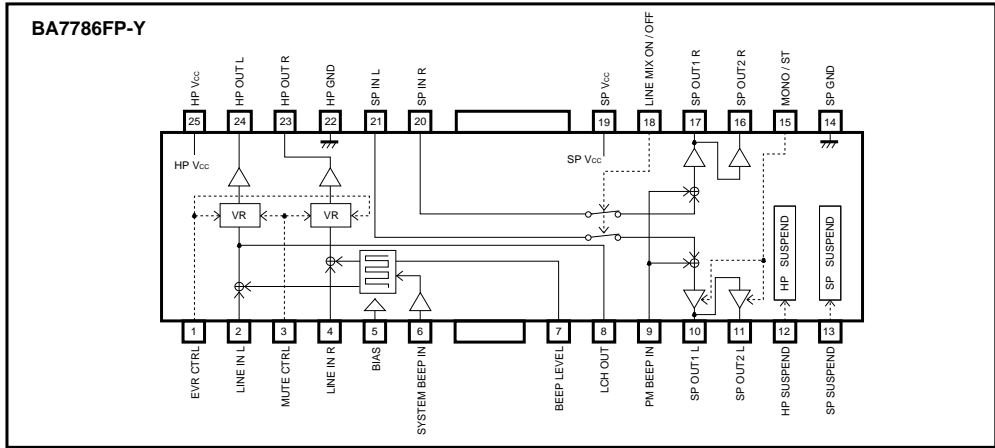 BA7786FP-Y
HP Vcc
HP OUT L
HP OUT R
HP GND
SP IN L
SP IN R
SP Vcc
LINE MIX ON / OFF
SP OUT1 R
SP OUT2 R
MONO / ST
SP GND
25
24
23
22
21
20
19
18
17
16
15
14
HP Vcc
SP Vcc
VR
VR
HP SUSPEND
SP SUSPEND
1
2
3
4
5
6
7
8
9
10
11
12
13
EVR CTRL
LINE IN L
MUTE CTRL
LINE IN R
BIAS
SYSTEM BEEP IN
BEEP LEVEL
LCH OUT
PM BEEP IN
SP OUT1 L
SP OUT2 L
HP SUSPEND
SP SUSPEND